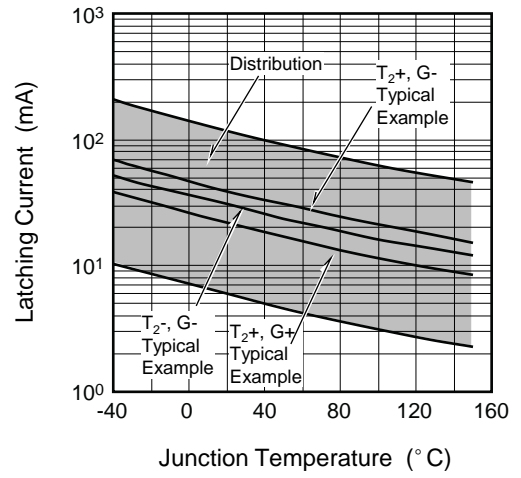 Latching Current (mA)
10³
10²
10¹
10⁰
Distribution
T₂+, G-
Typical
Example
T₂-, G-
Typical
Example
T₂+, G+
Typical
Example
-40 0 40 80 120 160
Junction Temperature (°C)